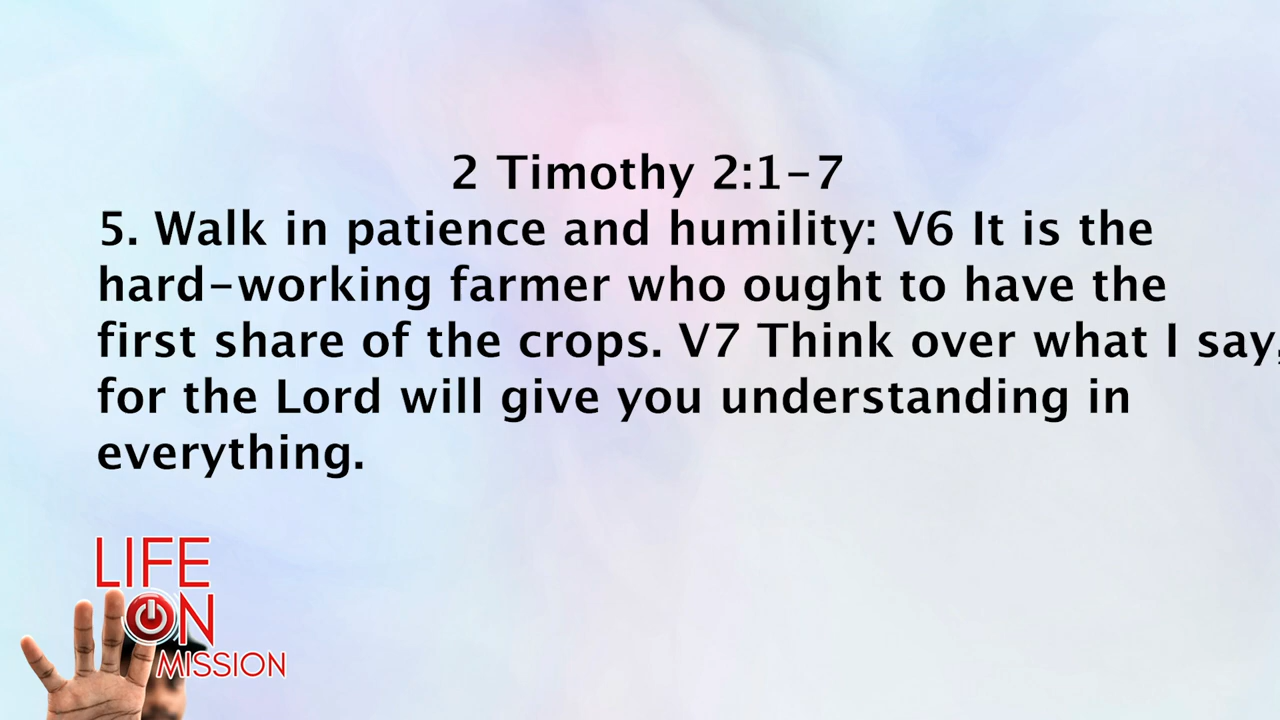 2 Timothy 2:1-7
5. Walk in patience and humility: V6 It is the
hard-working farmer who ought to have the
first share of the crops. V7 Think over what I say,
for the Lord will give you understanding in
everything.
LIFE
ON
MISSION